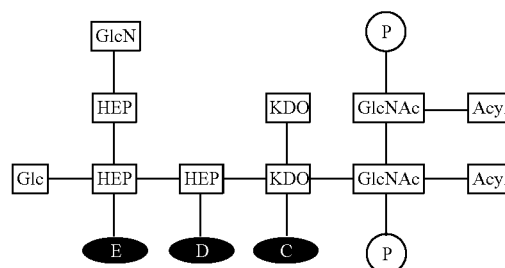 GlcN P
HEP KDO GlcNAc Acyl
Glc HEP HEP KDO GlcNAc Acyl
E D C P